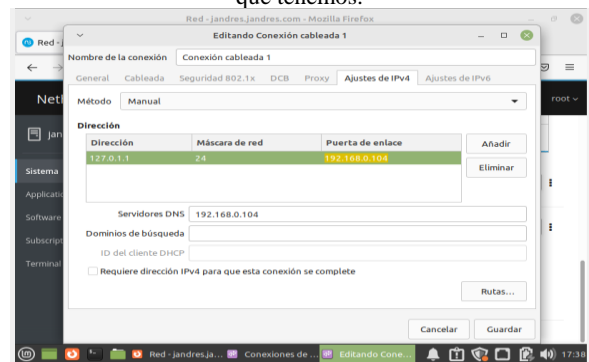 que tenemos:
Red - jandres.jandres.com - Mozilla Firefox
Editando Conexión cableada 1
Red - j
Nombre de la conexión Conexión cableada 1
General Cableada Seguridad 802.1x DCB Proxy Ajustes de IPv4 Ajustes de IPv6
Método Manual
root
Dirección
jan
Dirección Máscara de red Puerta de enlace Añadir
127.0.1.1 24 192.168.0.104
Eliminar
Sistema
Applicatio
Servidores DNS 192.168.0.104
Software
Dominios de búsqueda
Subscript
ID del cliente DHCP
Terminal
Requiere dirección IPv4 para que esta conexión se complete
Rutas...
Cancelar Guardar
Red - jandres.ja... Conexiones de ... Editando Cone... 17:38